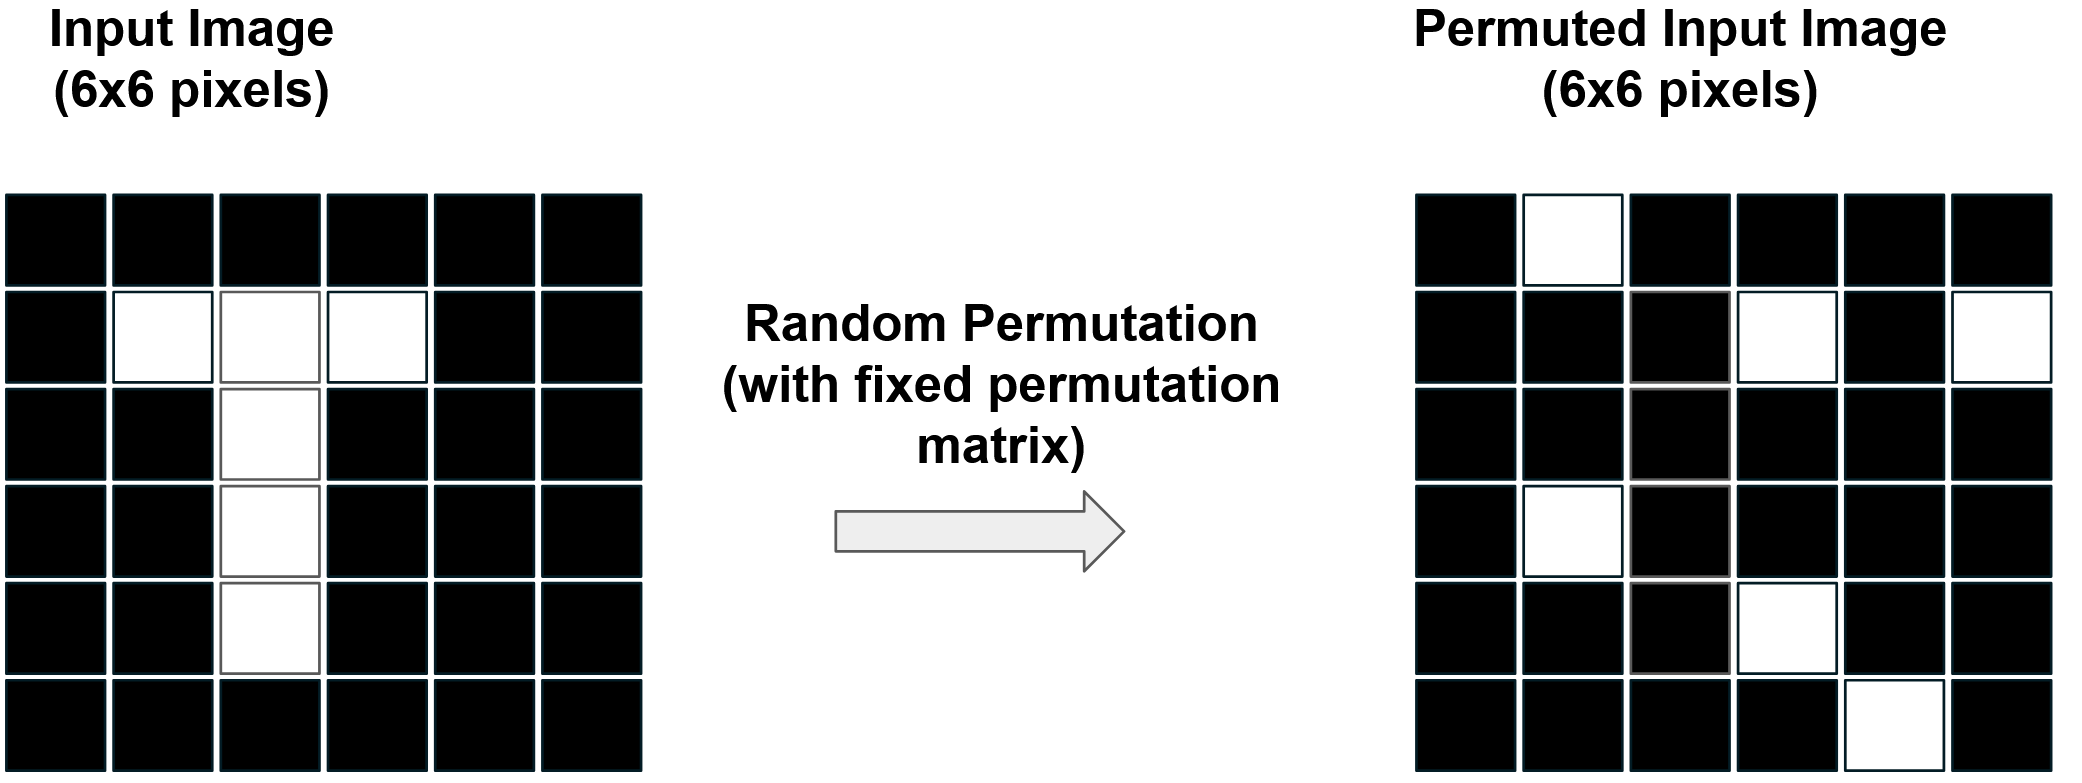 Input Image
(6x6 pixels)
Permuted Input Image
(6x6 pixels)
Random Permutation
(with fixed permutation
matrix)